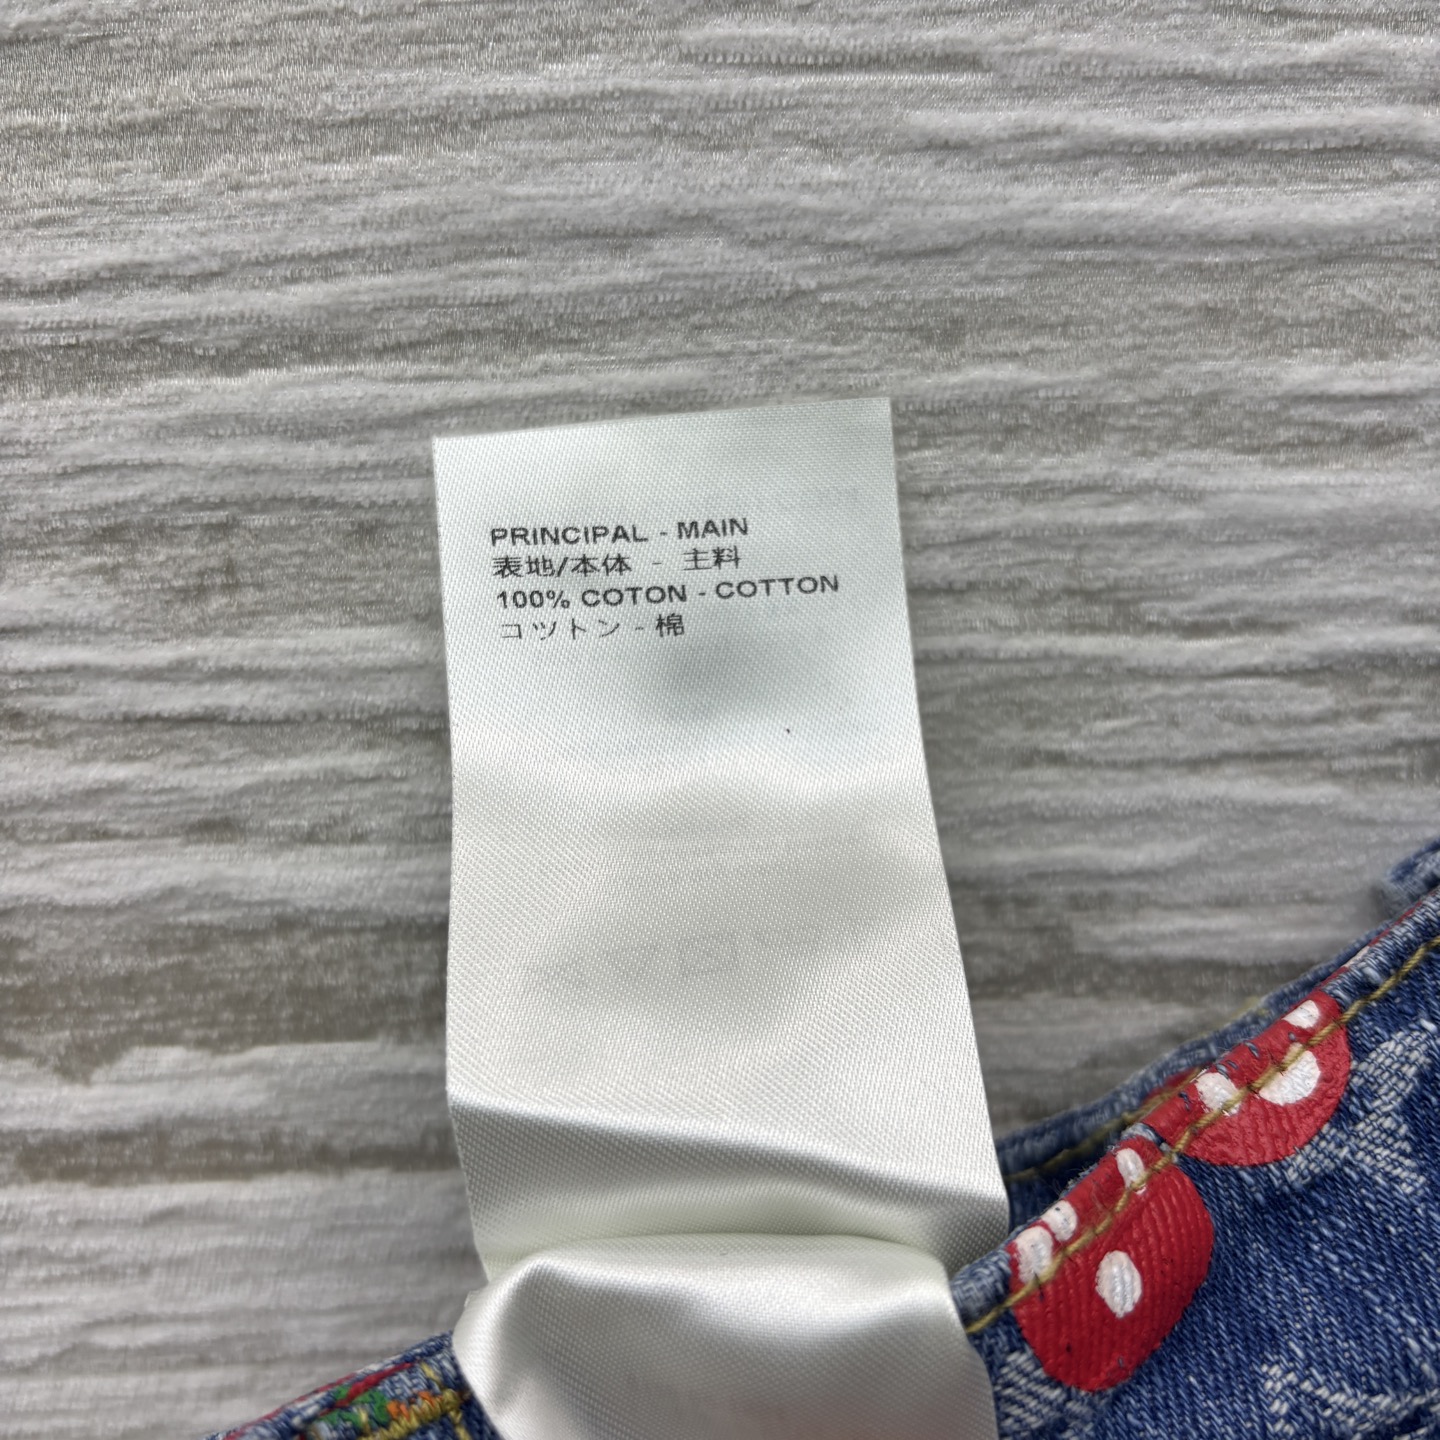 PRINCIPAL - MAIN
表地/本体 - 主料
100% COTON - COTTON
コットン - 棉